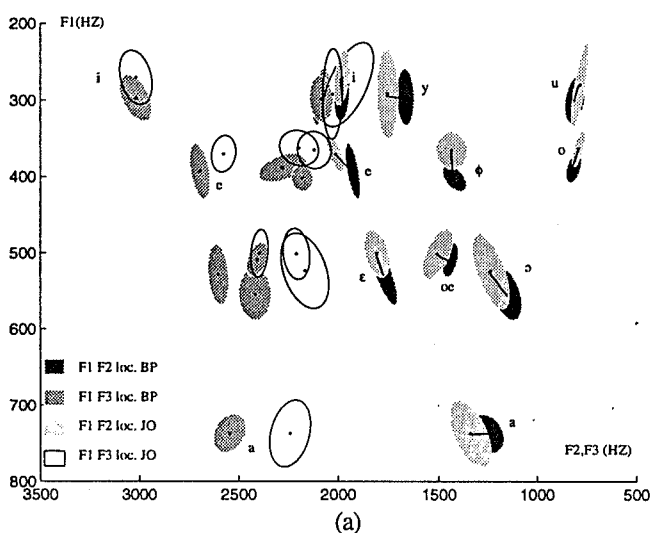 F1(HZ)
200
300
400
500
600
700
800
i
i
y
u
e
e
ϕ
o
ε
oe
ɔ
a
a
F1 F2 loc. BP
F1 F3 loc. BP
F1 F2 loc. JO
F1 F3 loc. JO
F2,F3 (HZ)
3500 3000 2500 2000 1500 1000 500
(a)